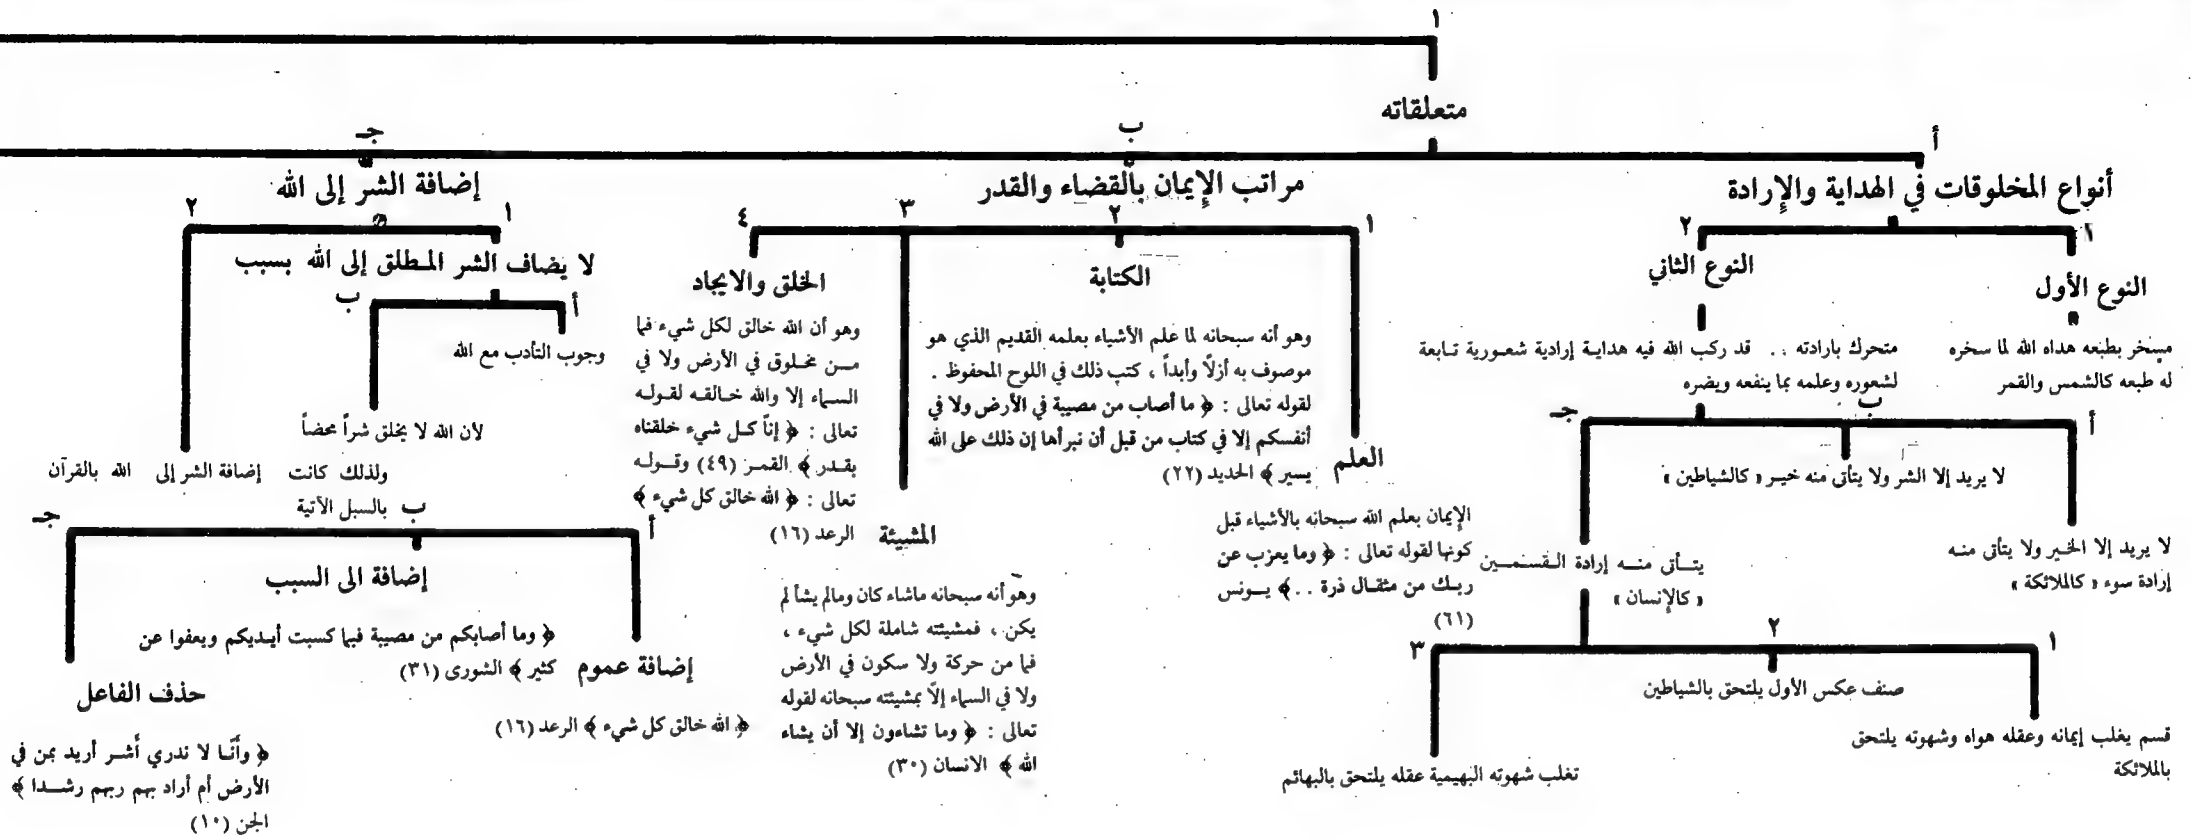 ١
متعلقاته
أ
أنواع المخلوقات في الهداية والإرادة
١
النوع الأول
مسخر بطبعه هداه الله لما سخره
له طبعه كالشمس والقمر
٢
النوع الثاني
متحرك بارادته .. قد ركب الله فيه هداية إرادية شعورية تابعة
لشعوره وعلمه بما ينفعه ويضره
أ
لا يريد إلا الخير ولا يتأتى منه
إرادة سوء « كالملائكة »
ب
لا يريد إلا الشر ولا يتأتى منه خير « كالشياطين »
جـ
يتأتى منه إرادة القسمين
« كالإنسان »
١
قسم يغلب إيمانه وعقله هواه وشهوته يلتحق
بالملائكة
٢
صنف عكس الأول يلتحق بالشياطين
٣
تغلب شهوته البهيمية عقله يلتحق بالبهائم
ب
مراتب الإيمان بالقضاء والقدر
١
العلم
الإيمان بعلم الله سبحانه بالأشياء قبل
كونها لقوله تعالى : ﴿ وما يعزب عن
ربك من مثقال ذرة ..﴾ يونس
(٦١)
٢
الكتابة
وهو أنه سبحانه لما علم الأشياء بعلمه القديم الذي هو
موصوف به أزلًا وأبداً ، كتب ذلك في اللوح المحفوظ .
لقوله تعالى : ﴿ ما أصاب من مصيبة في الأرض ولا في
أنفسكم إلا في كتاب من قبل أن نبرأها إن ذلك على الله
يسير ﴾ الحديد (٢٢)
٣
المشيئة
وهو أنه سبحانه ماشاء كان ومالم يشأ لم
يكن ، فمشيئته شاملة لكل شيء ،
فما من حركة ولا سكون في الأرض
ولا في السماء إلّا بمشيئته سبحانه لقوله
تعالى : ﴿ وما تشاءون إلا أن يشاء
الله ﴾ الانسان (٣٠)
٤
الخلق والايجاد
وهو أن الله خالق لكل شيء فما
من مخلوق في الأرض ولا في
السماء إلا والله خالقه لقوله
تعالى : ﴿ إنّا كل شيء خلقناه
بقدر ﴾ القمر (٤٩) وقوله
تعالى : ﴿ الله خالق كل شيء ﴾
الرعد (١٦)
جـ
إضافة الشر إلى الله
١
لا يضاف الشر المطلق إلى الله بسبب
أ
وجوب التأدب مع الله
ب
لأن الله لا يخلق شراً محضاً
٢
ولذلك كانت إضافة الشر إلى الله بالقرآن
بالسبل الآتية
أ
إضافة عموم
﴿ الله خالق كل شيء ﴾ الرعد (١٦)
ب
إضافة الى السبب
﴿ وما أصابكم من مصيبة فبما كسبت أيديكم ويعفوا عن
كثير ﴾ الشورى (٣١)
جـ
حذف الفاعل
﴿ وأنّا لا ندري أشر أريد بمن في
الأرض أم أراد بهم ربهم رشدا ﴾
الجن (١٠)